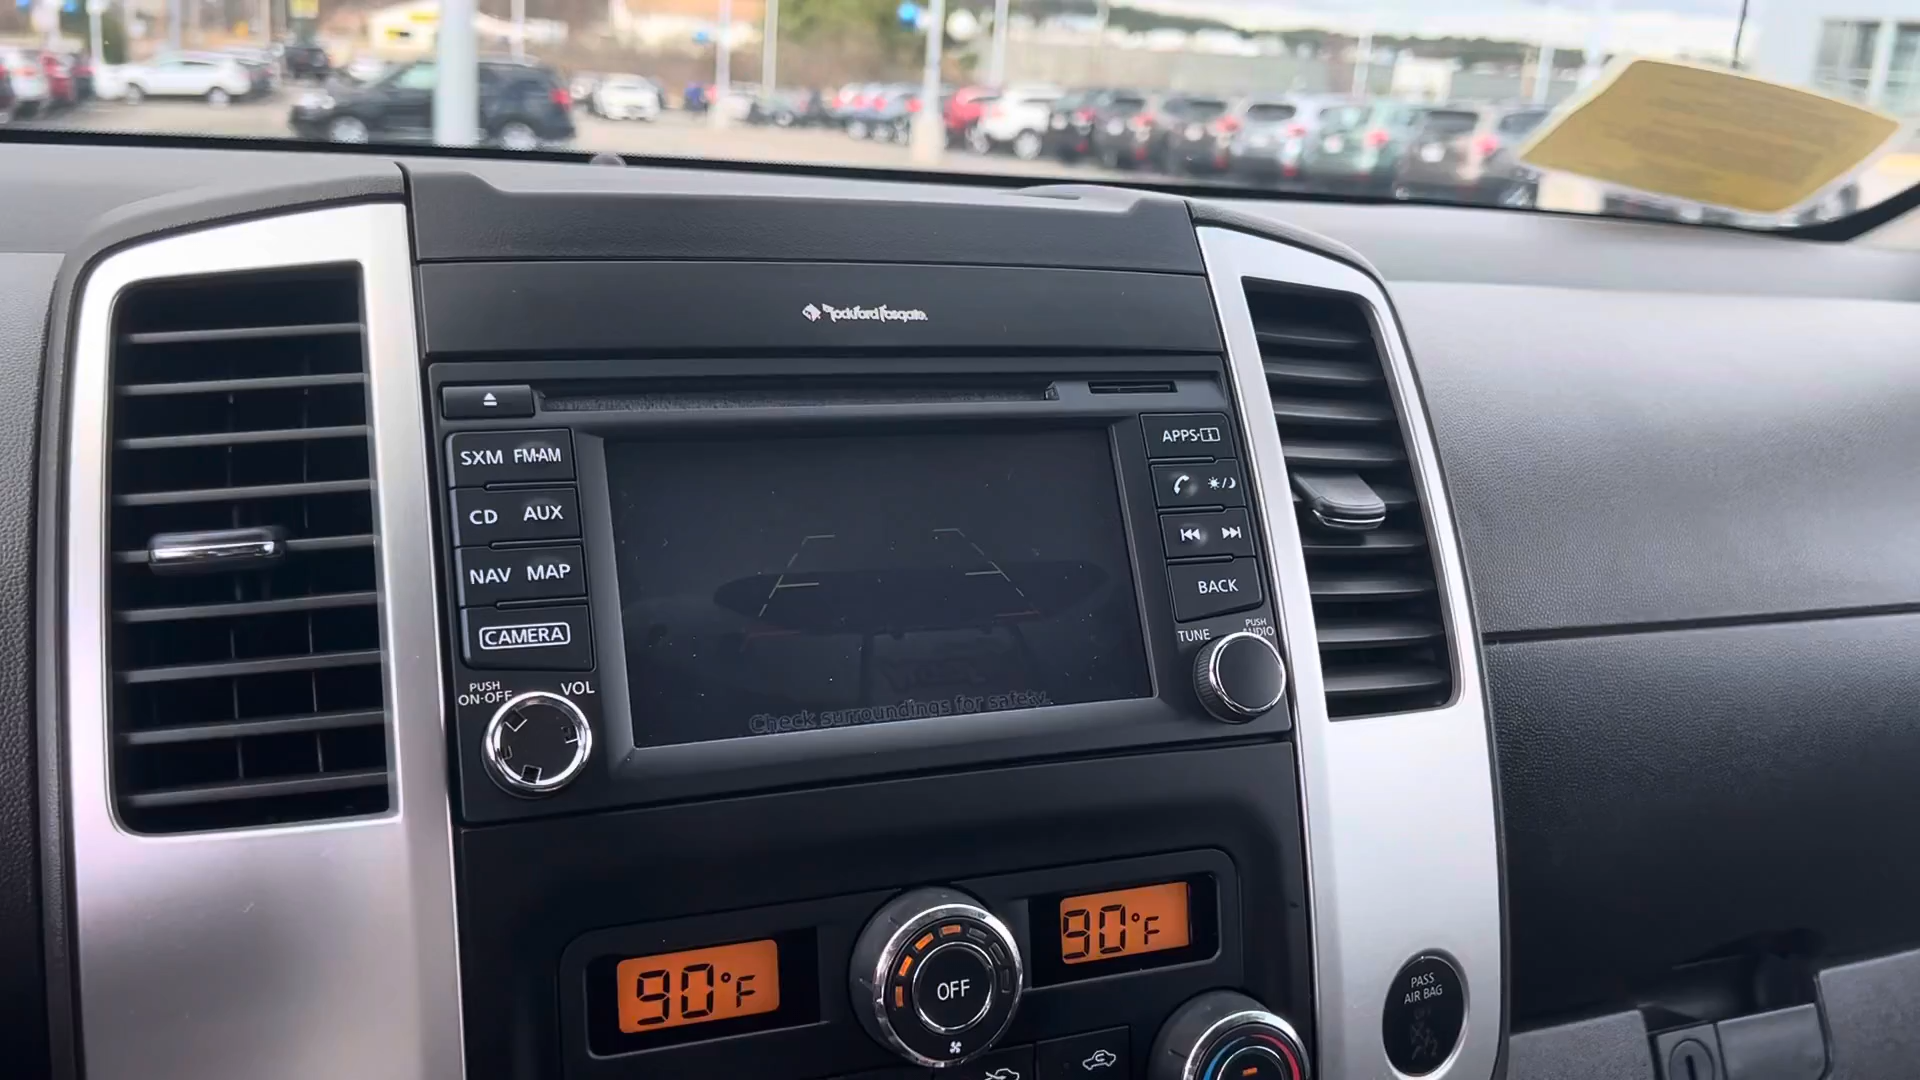 Rockford Fosgate
SXM FM·AM
CD AUX
NAV MAP
CAMERA
PUSH
ON·OFF
VOL
Check surroundings for safety.
APPS·i
BACK
TUNE
PUSH
AUDIO
90°F
OFF
90°F
PASS
AIR BAG